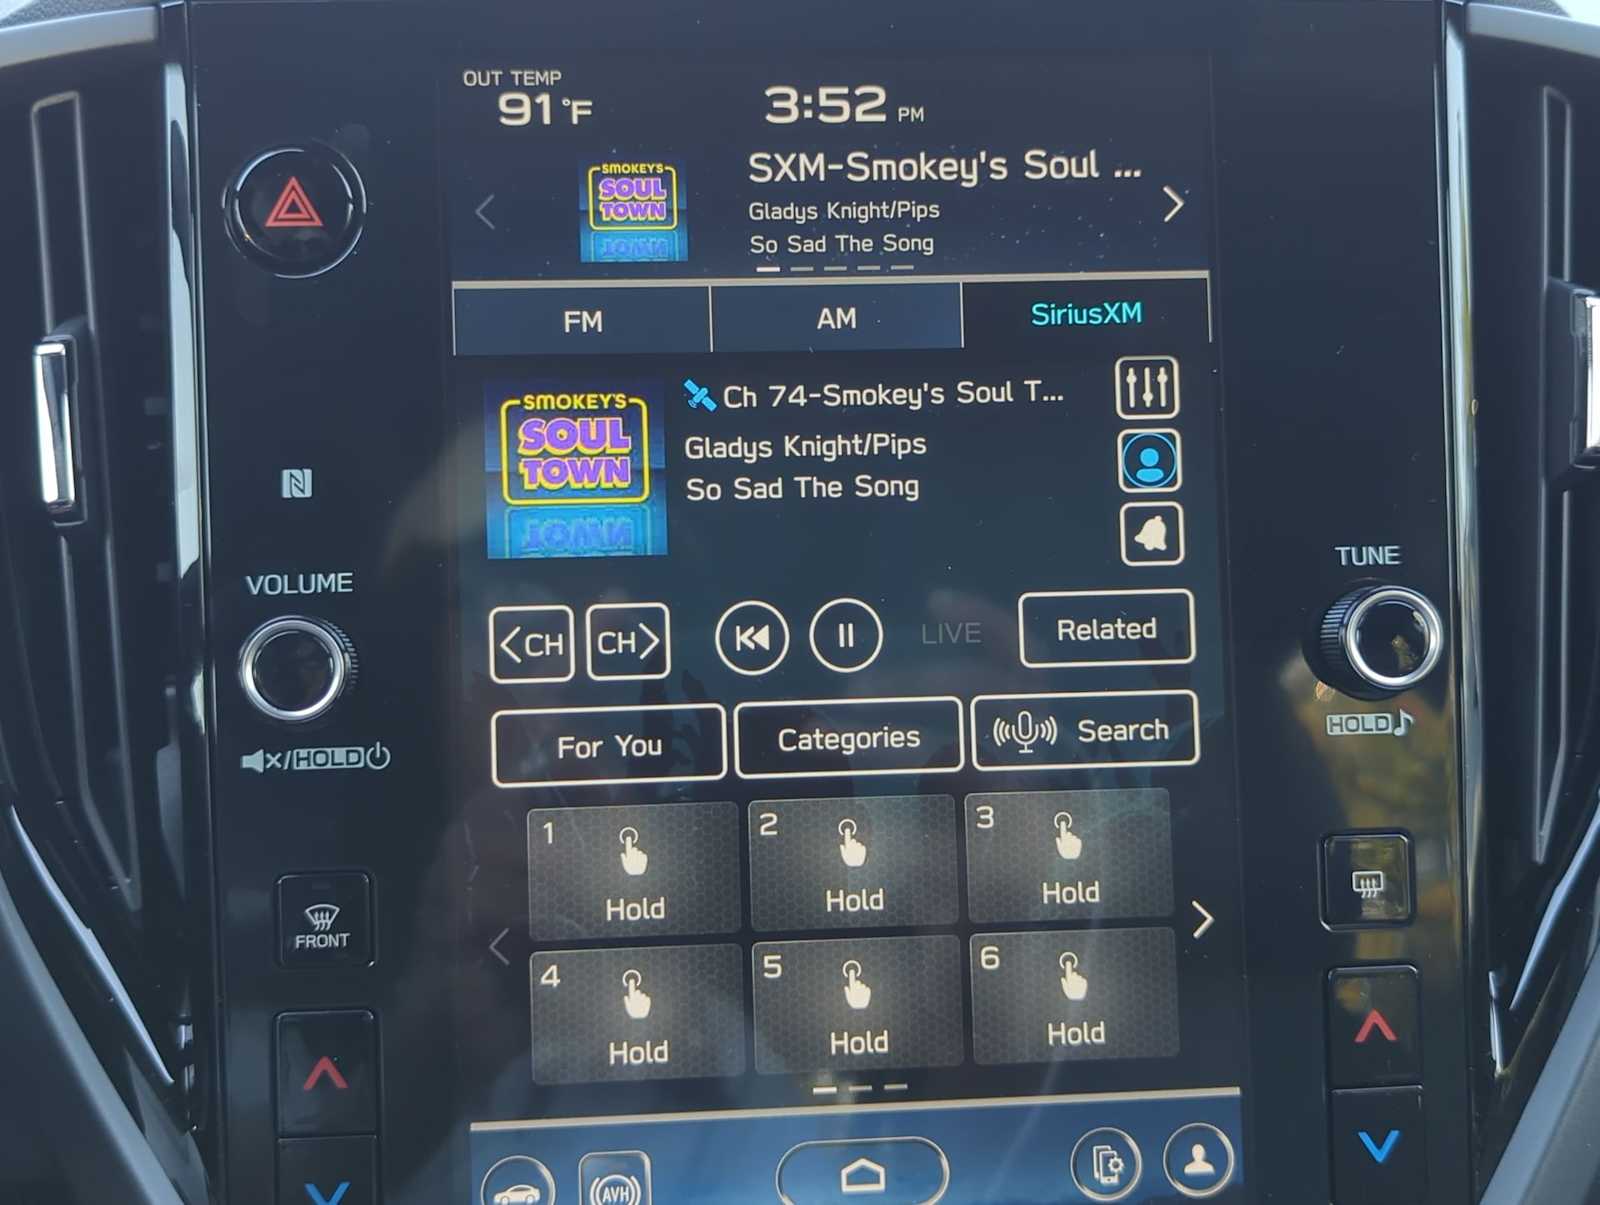 OUT TEMP
91°F
3:52 PM
SMOKEY'S
SOUL
TOWN
SXM-Smokey's Soul ...
Gladys Knight/Pips
So Sad The Song
FM
AM
SiriusXM
SMOKEY'S
SOUL
TOWN
Ch 74-Smokey's Soul T...
Gladys Knight/Pips
So Sad The Song
VOLUME
TUNE
<CH
CH>
LIVE
Related
HOLD♪
For You
Categories
Search
×/HOLD
1
Hold
2
Hold
3
Hold
FRONT
4
Hold
5
Hold
6
Hold
AVH